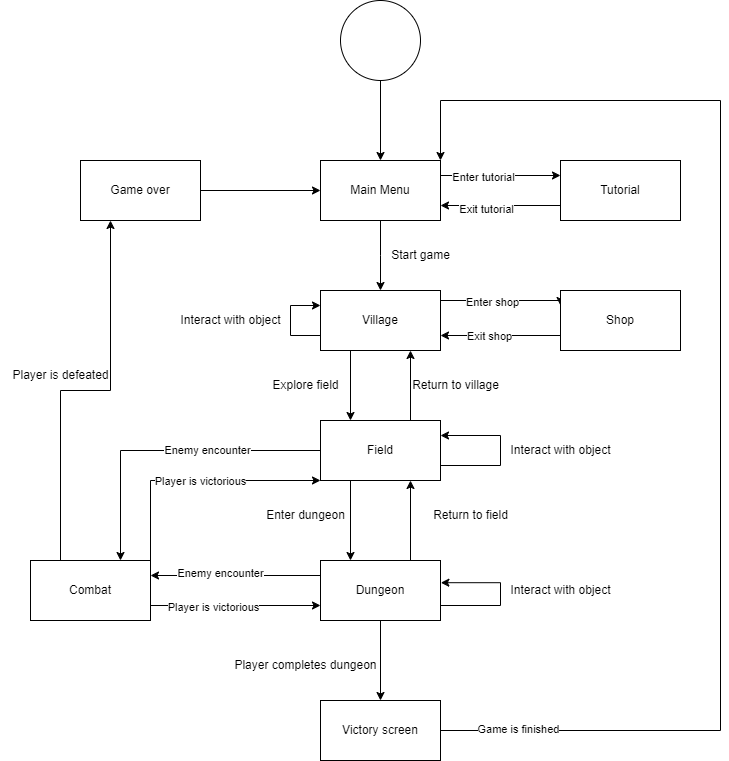 Game over
Main Menu
Enter tutorial
Exit tutorial
Tutorial
Start game
Interact with object
Village
Enter shop
Exit shop
Shop
Player is defeated
Explore field
Return to village
Enemy encounter
Player is victorious
Field
Interact with object
Enter dungeon
Return to field
Combat
Enemy encounter
Player is victorious
Dungeon
Interact with object
Player completes dungeon
Victory screen
Game is finished